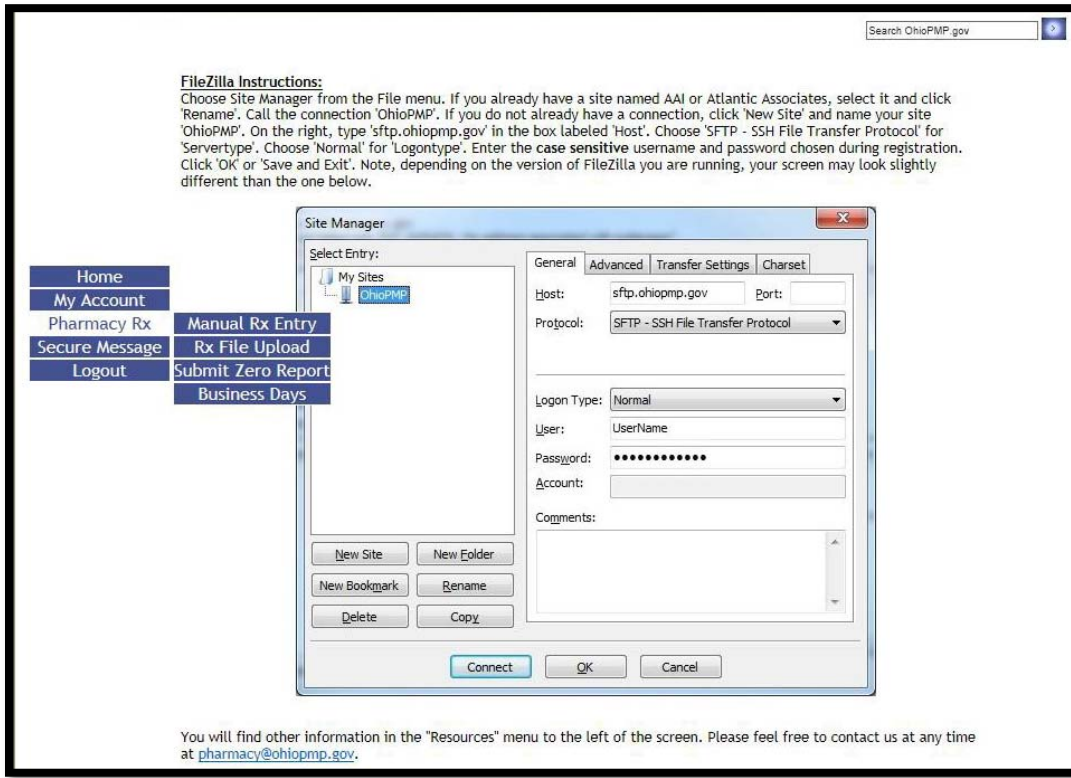 Search OhioPMP.gov
FileZilla Instructions:
Choose Site Manager from the File menu. If you already have a site named AAI or Atlantic Associates, select it and click
'Rename'. Call the connection 'OhioPMP'. If you do not already have a connection, click 'New Site' and name your site
'OhioPMP'. On the right, type 'sftp.ohiopmp.gov' in the box labeled 'Host'. Choose 'SFTP - SSH File Transfer Protocol' for
'Servertype'. Choose 'Normal' for 'Logontype'. Enter the case sensitive username and password chosen during registration.
Click 'OK' or 'Save and Exit'. Note, depending on the version of FileZilla you are running, your screen may look slightly
different than the one below.
Home
My Account
Pharmacy Rx
Secure Message
Logout
Manual Rx Entry
Rx File Upload
Submit Zero Report
Business Days
Site Manager
Select Entry:
My Sites
OhioPMP
New Site
New Folder
New Bookmark
Rename
Delete
Copy
General Advanced Transfer Settings Charset
Host: sftp.ohiopmp.gov Port:
Protocol: SFTP - SSH File Transfer Protocol
Logon Type: Normal
User: UserName
Password: ●●●●●●●●●●●●
Account:
Comments:
Connect OK Cancel
You will find other information in the "Resources" menu to the left of the screen. Please feel free to contact us at any time
at pharmacy@ohiopmp.gov.